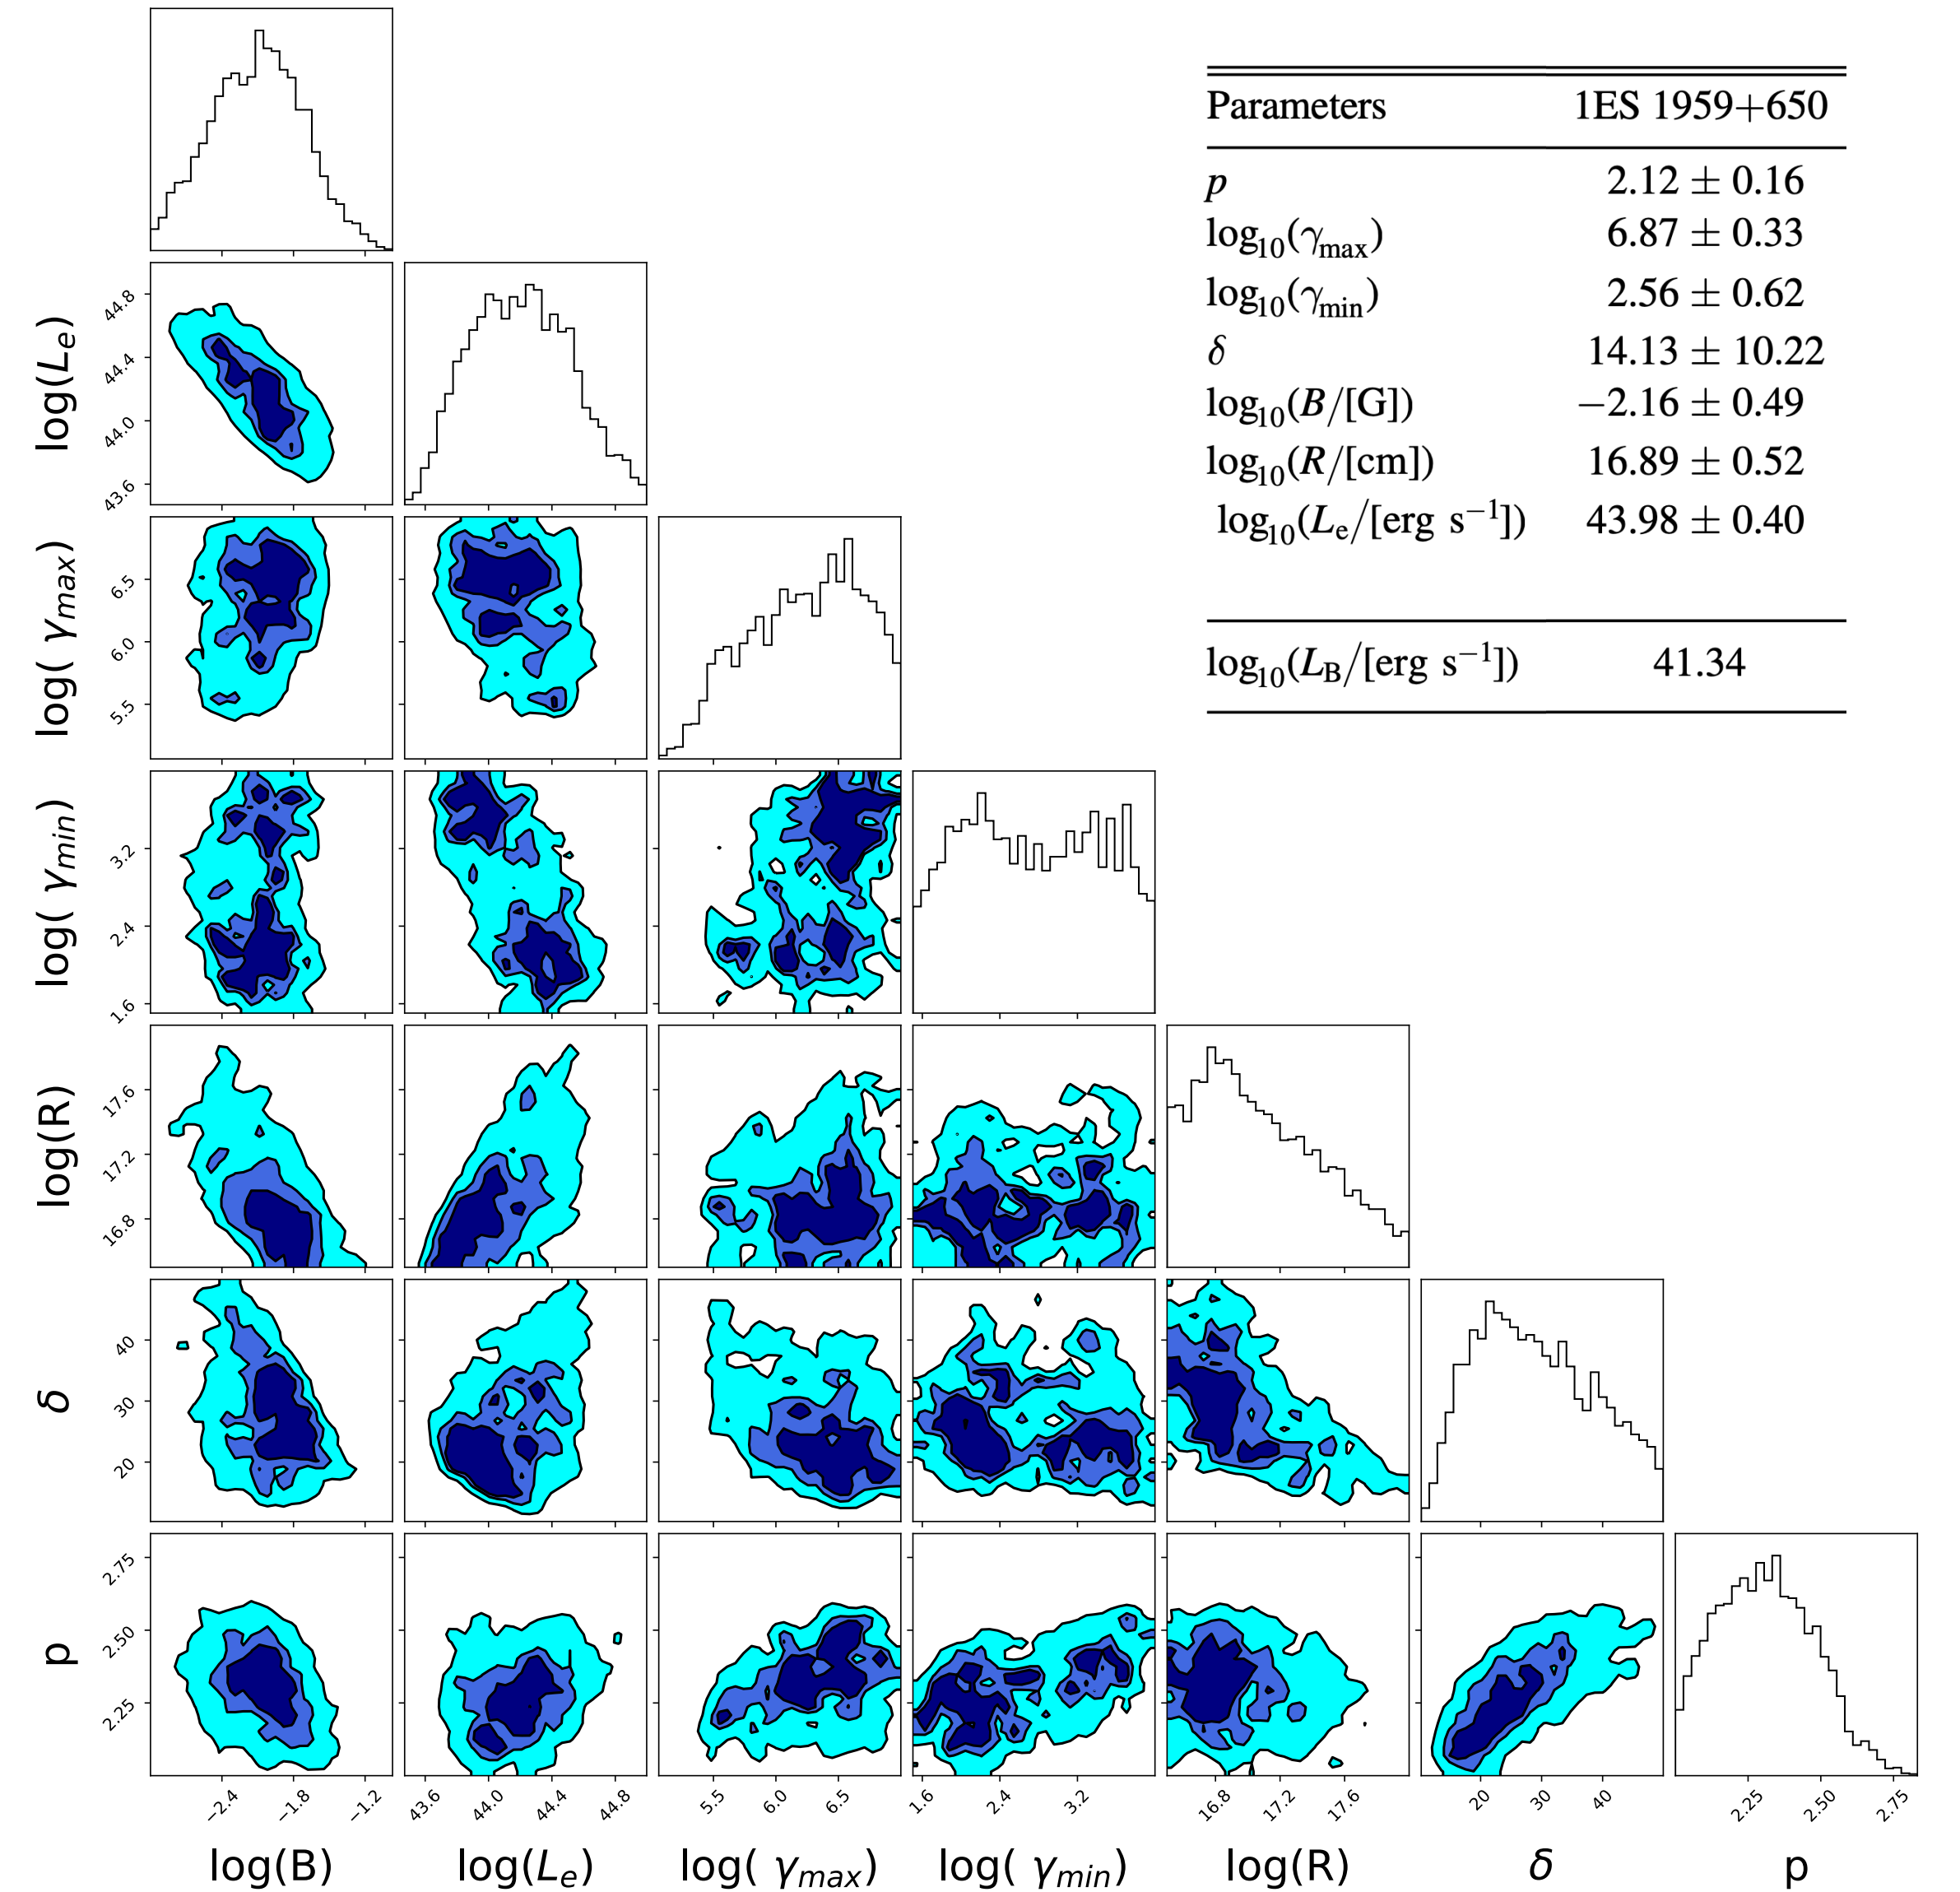 Parameters 1ES 1959+650
p 2.12 ± 0.16
log₁₀(γmax) 6.87 ± 0.33
log₁₀(γmin) 2.56 ± 0.62
δ 14.13 ± 10.22
log₁₀(B/[G]) −2.16 ± 0.49
log₁₀(R/[cm]) 16.89 ± 0.52
log₁₀(Le/[erg s⁻¹]) 43.98 ± 0.40
log₁₀(LB/[erg s⁻¹]) 41.34
log(Le)
44.8
44.4
44.0
43.6
log( γmax)
6.5
6.0
5.5
log( γmin)
3.2
2.4
1.6
log(R)
17.6
17.2
16.8
δ
40
30
20
p
2.75
2.50
2.25
−2.4 −1.8 −1.2 43.6 44.0 44.4 44.8 5.5 6.0 6.5 1.6 2.4 3.2 16.8 17.2 17.6 20 30 40 2.25 2.50 2.75
log(B) log(Le) log( γmax) log( γmin) log(R) δ p